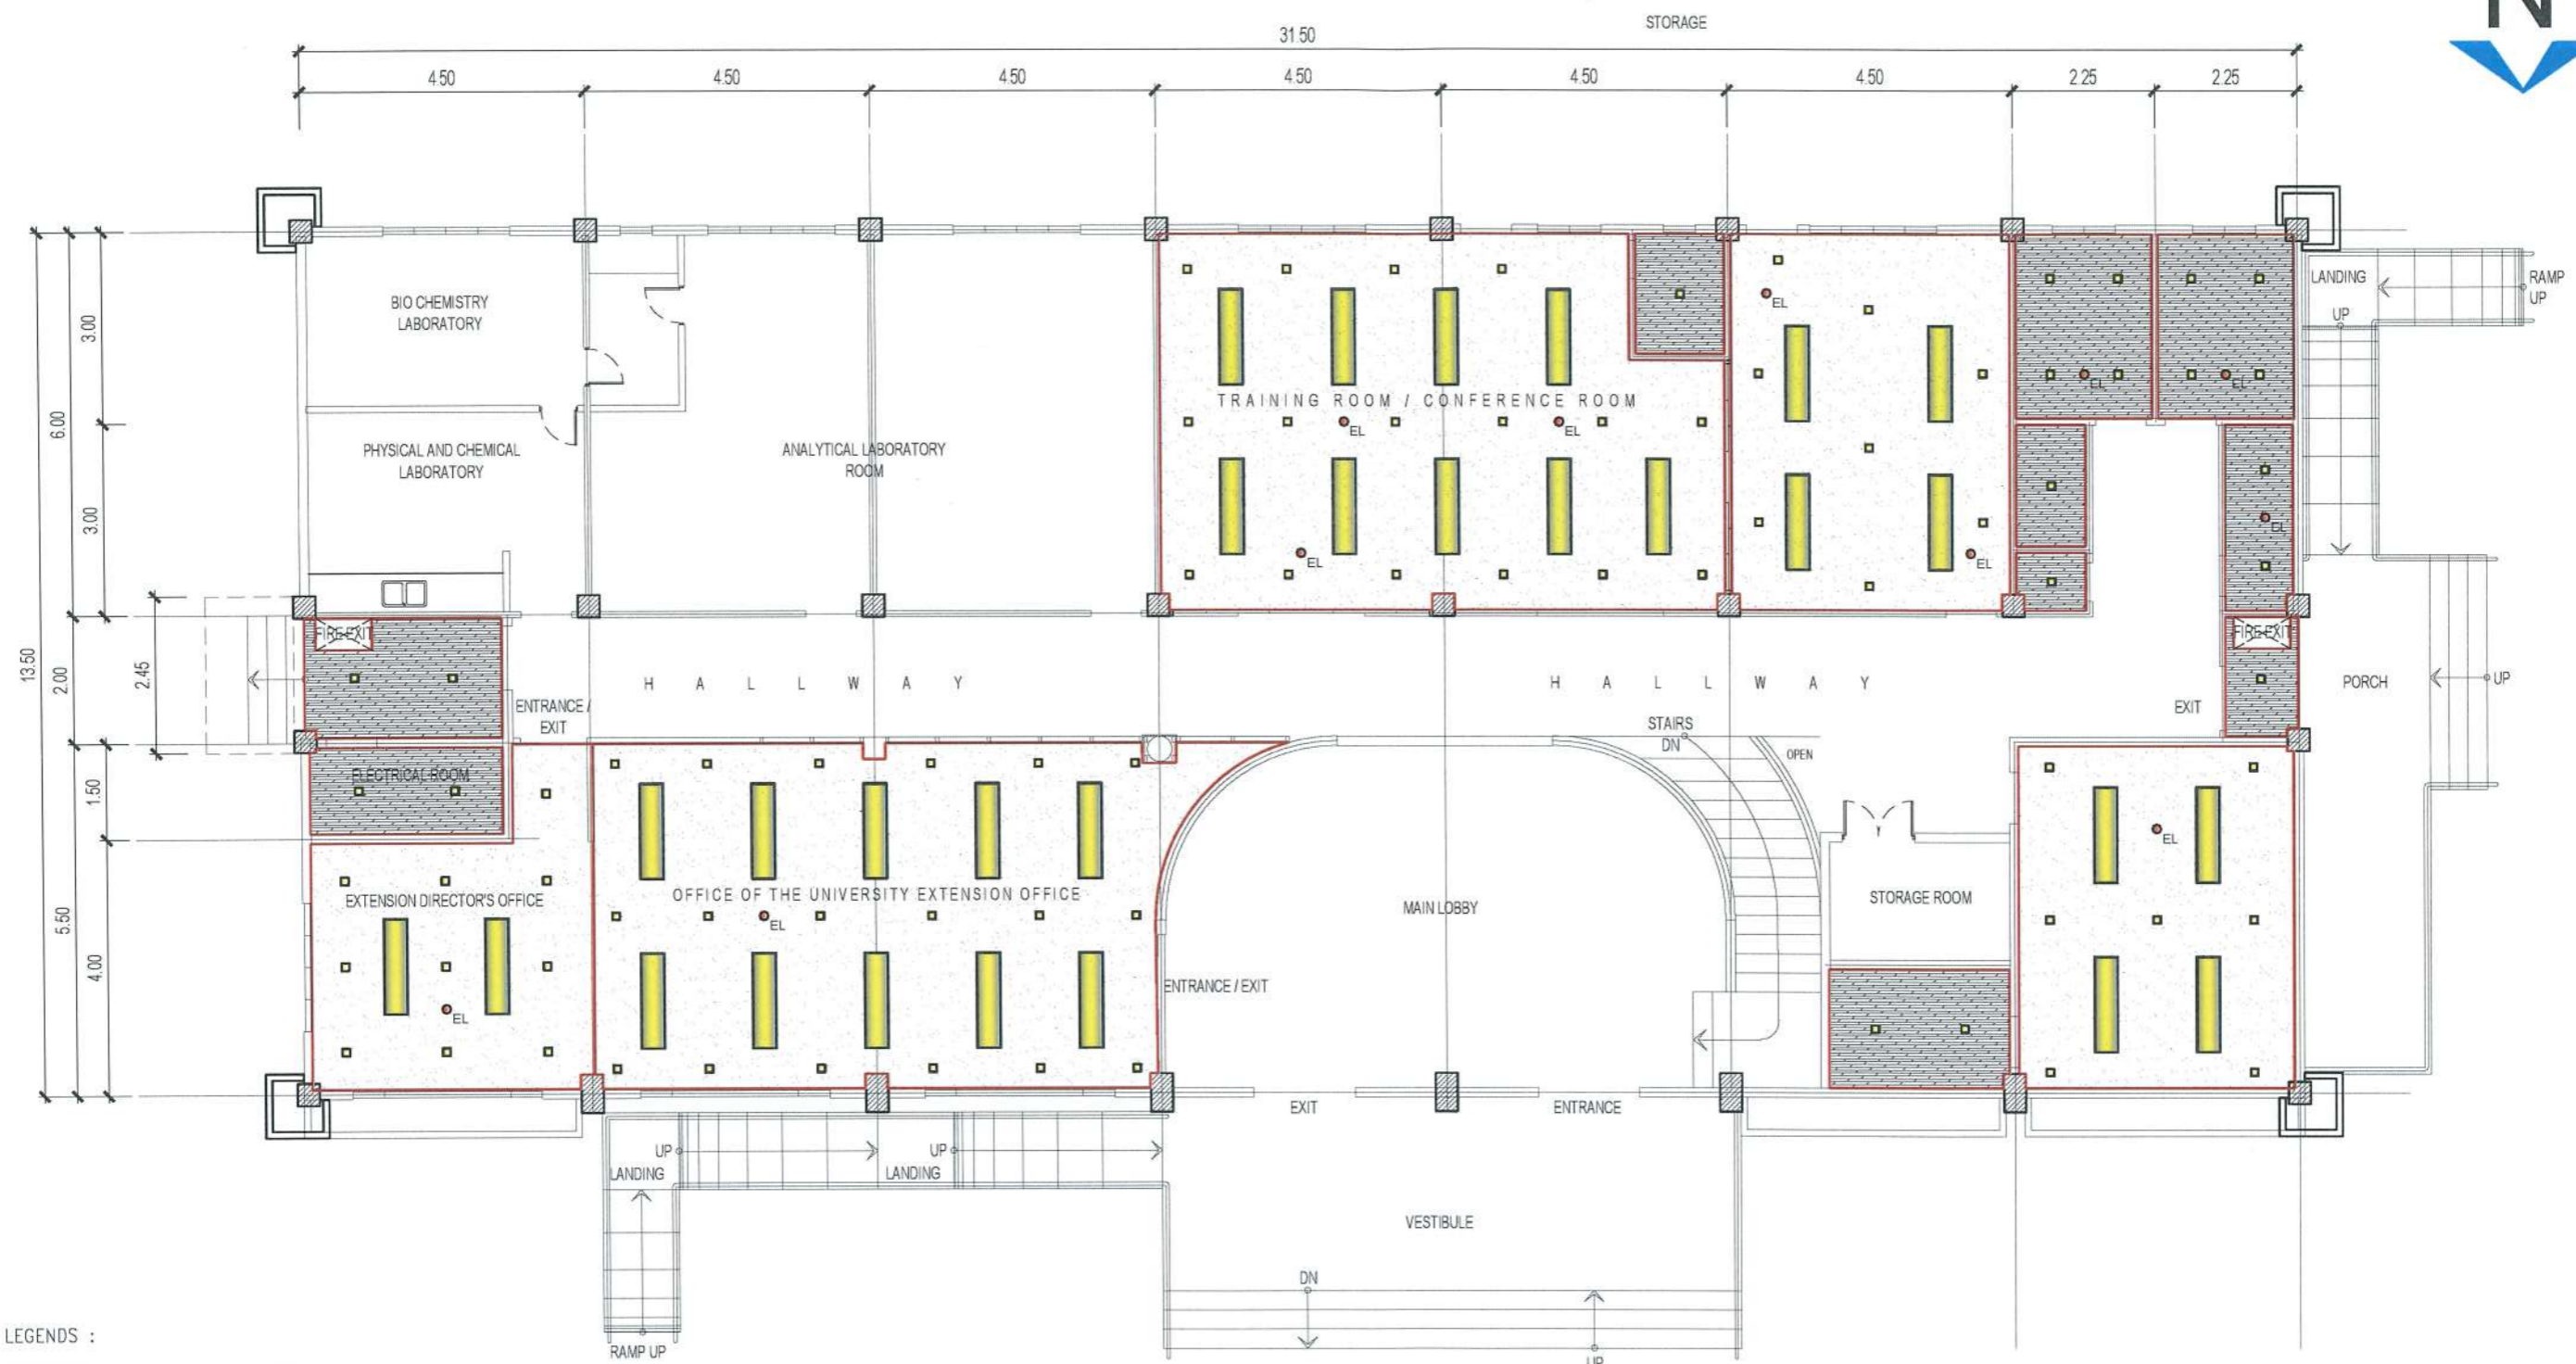 N
STORAGE
31.50
4.50
4.50
4.50
4.50
4.50
4.50
2.25
2.25
LANDING
RAMP
UP
UP
BIO CHEMISTRY
LABORATORY
3.00
6.00
EL
EL
EL
TRAINING ROOM / CONFERENCE ROOM
EL
EL
PHYSICAL AND CHEMICAL
LABORATORY
ANALYTICAL LABORATORY
ROOM
3.00
EL
EL
EL
FIRE EXIT
FIRE EXIT
13.50
2.00
2.45
HALLWAY
HALLWAY
PORCH
UP
ENTRANCE /
EXIT
EXIT
STAIRS
DN
OPEN
ELECTRICAL ROOM
1.50
EL
EXTENSION DIRECTOR'S OFFICE
OFFICE OF THE UNIVERSITY EXTENSION OFFICE
EL
MAIN LOBBY
STORAGE ROOM
5.50
4.00
ENTRANCE / EXIT
EL
EXIT
ENTRANCE
UP
UP
LANDING
LANDING
VESTIBULE
DN
LEGENDS :
RAMP UP
UP